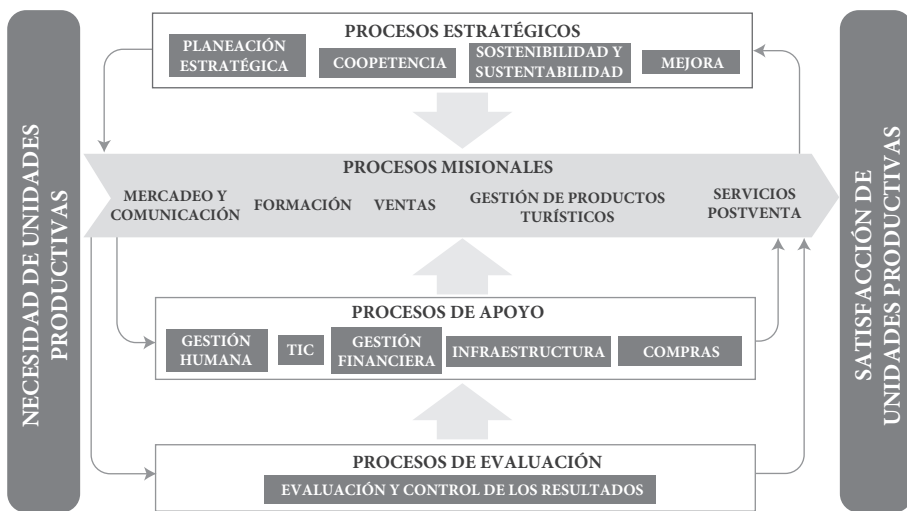 NECESIDAD DE UNIDADES
PRODUCTIVAS
PROCESOS ESTRATÉGICOS
PLANEACIÓN
ESTRATÉGICA
COOPETENCIA
SOSTENIBILIDAD Y
SUSTENTABILIDAD
MEJORA
PROCESOS MISIONALES
MERCADEO Y
COMUNICACIÓN
FORMACIÓN
VENTAS
GESTIÓN DE PRODUCTOS
TURÍSTICOS
SERVICIOS
POSTVENTA
PROCESOS DE APOYO
GESTIÓN
HUMANA
TIC
GESTIÓN
FINANCIERA
INFRAESTRUCTURA
COMPRAS
PROCESOS DE EVALUACIÓN
EVALUACIÓN Y CONTROL DE LOS RESULTADOS
SATISFACCIÓN DE
UNIDADES PRODUCTIVAS